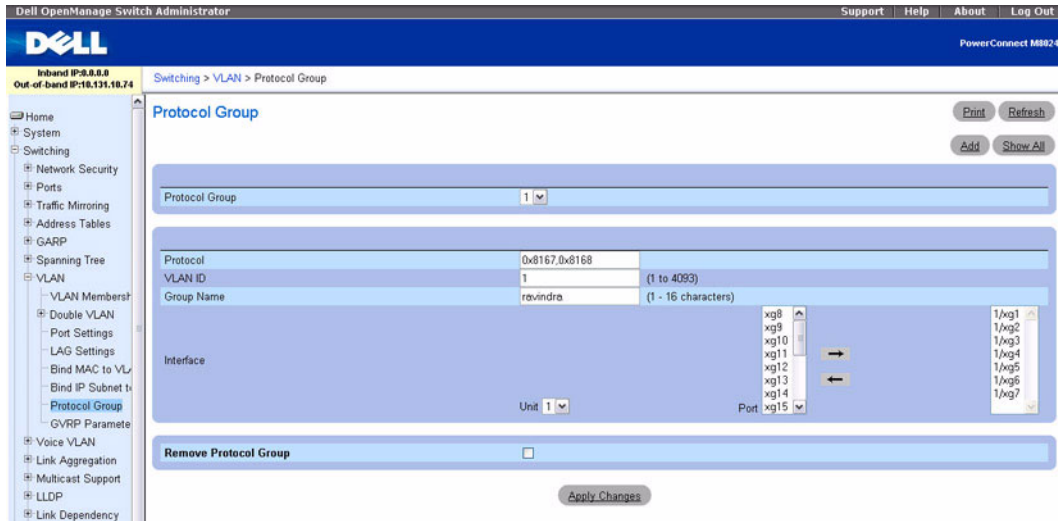 Dell OpenManage Switch Administrator Support Help About Log Out
DELL
PowerConnect M8024
Inband IP:0.0.0.0
Out-of-band IP:10.131.10.74
Switching > VLAN > Protocol Group
Home
System
Switching
Network Security
Ports
Traffic Mirroring
Address Tables
GARP
Spanning Tree
VLAN
VLAN Membersh
Double VLAN
Port Settings
LAG Settings
Bind MAC to VL
Bind IP Subnet t
Protocol Group
GVRP Paramete
Voice VLAN
Link Aggregation
Multicast Support
LLDP
Link Dependency
Protocol Group
Print Refresh
Add Show All
Protocol Group 1
Protocol 0x8167,0x8168
VLAN ID 1 (1 to 4093)
Group Name ravindra (1 - 16 characters)
Interface
Unit 1
Port
xg8
xg9
xg10
xg11
xg12
xg13
xg14
xg15
1/xg1
1/xg2
1/xg3
1/xg4
1/xg5
1/xg6
1/xg7
Remove Protocol Group
Apply Changes